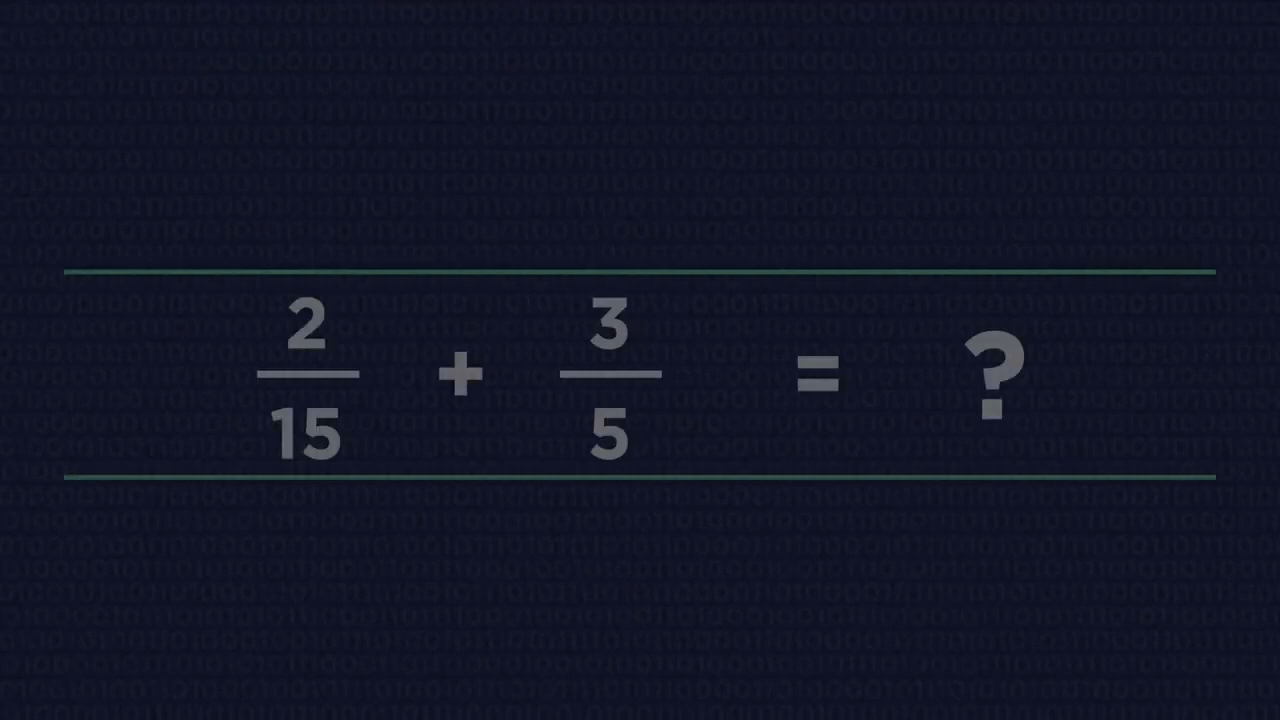 2/15 + 3/5 = ?